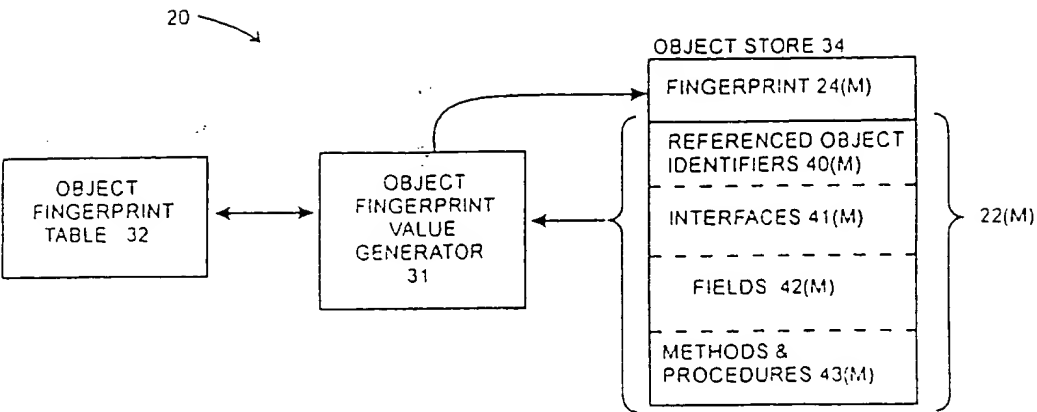 20
OBJECT STORE 34
FINGERPRINT 24(M)
REFERENCED OBJECT
IDENTIFIERS 40(M)
INTERFACES 41(M)
FIELDS 42(M)
METHODS &
PROCEDURES 43(M)
22(M)
OBJECT
FINGERPRINT
VALUE
GENERATOR
31
OBJECT
FINGERPRINT
TABLE 32